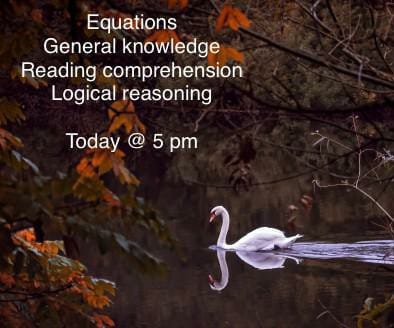 Equations
General knowledge
Reading comprehension
Logical reasoning
Today @ 5 pm